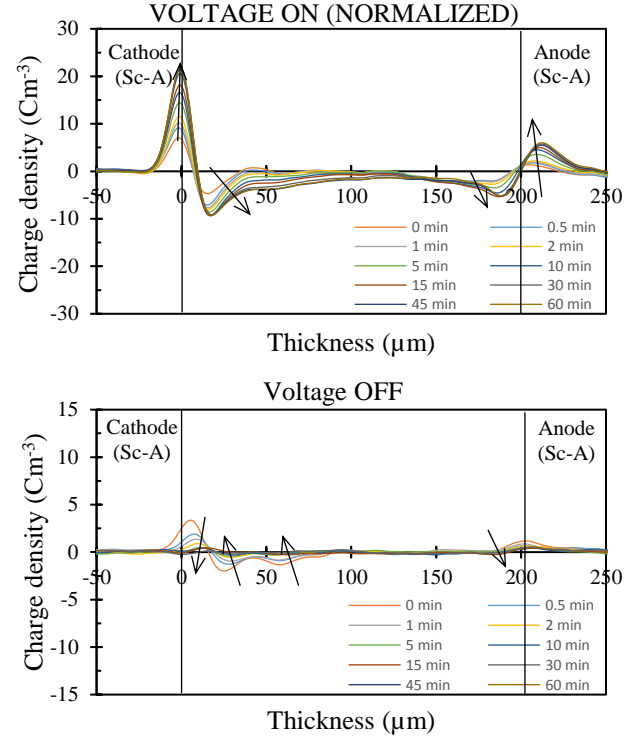 VOLTAGE ON (NORMALIZED)
30
20
10
0
-10
-20
-30
-50
0
50
100
150
200
250
Charge density (Cm-3)
Cathode
(Sc-A)
Anode
(Sc-A)
0 min
0.5 min
1 min
2 min
5 min
10 min
15 min
30 min
45 min
60 min
Thickness (µm)
Voltage OFF
15
10
5
0
-5
-10
-15
-50
0
50
100
150
200
250
Charge density (Cm-3)
Cathode
(Sc-A)
Anode
(Sc-A)
0 min
0.5 min
1 min
2 min
5 min
10 min
15 min
30 min
45 min
60 min
Thickness (µm)